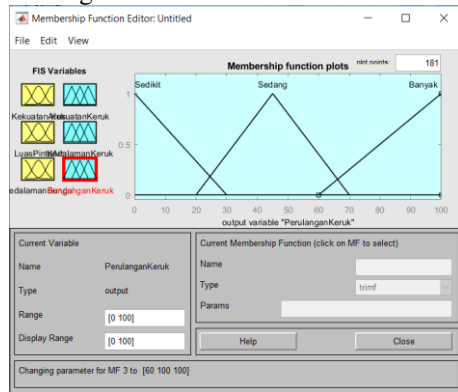 Membership Function Editor: Untitled
File Edit View
FIS Variables
Membership function plots
plot points:
181
Sedikit Sedang Banyak
1
0.5
0
0 10 20 30 40 50 60 70 80 90 100
output variable "PerulanganKeruk"
Current Variable
Name PerulanganKeruk
Type output
Range [0 100]
Display Range [0 100]
Current Membership Function (click on MF to select)
Name
Type trimf
Params
Help Close
Changing parameter for MF 3 to [60 100 100]